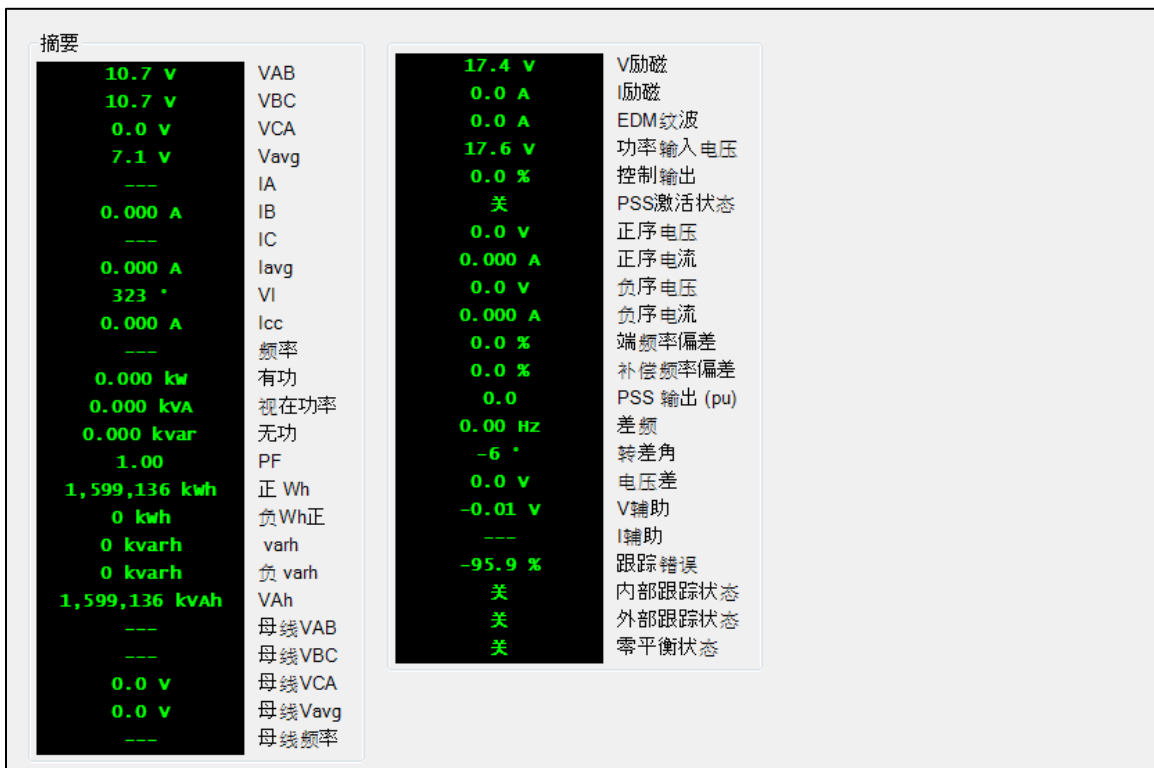 摘要
10.7 V VAB
10.7 V VBC
0.0 V VCA
7.1 V Vavg
--- IA
0.000 A IB
--- IC
0.000 A Iavg
323 ° VI
0.000 A Icc
--- 频率
0.000 kW 有功
0.000 kVA 视在功率
0.000 kvar 无功
1.00 PF
1,599,136 kWh 正 Wh
0 kWh 负Wh正
0 kvarh varh
0 kvarh 负 varh
1,599,136 kVAh VAh
--- 母线VAB
--- 母线VBC
0.0 V 母线VCA
0.0 V 母线Vavg
--- 母线频率
17.4 V V励磁
0.0 A I励磁
0.0 A EDM纹波
17.6 V 功率输入电压
0.0 % 控制输出
关 PSS激活状态
0.0 V 正序电压
0.000 A 正序电流
0.0 V 负序电压
0.000 A 负序电流
0.0 % 端频率偏差
0.0 % 补偿频率偏差
0.0 PSS 输出 (pu)
0.00 Hz 差频
-6 ° 转差角
0.0 V 电压差
-0.01 V V辅助
--- I辅助
-95.9 % 跟踪错误
关 内部跟踪状态
关 外部跟踪状态
关 零平衡状态